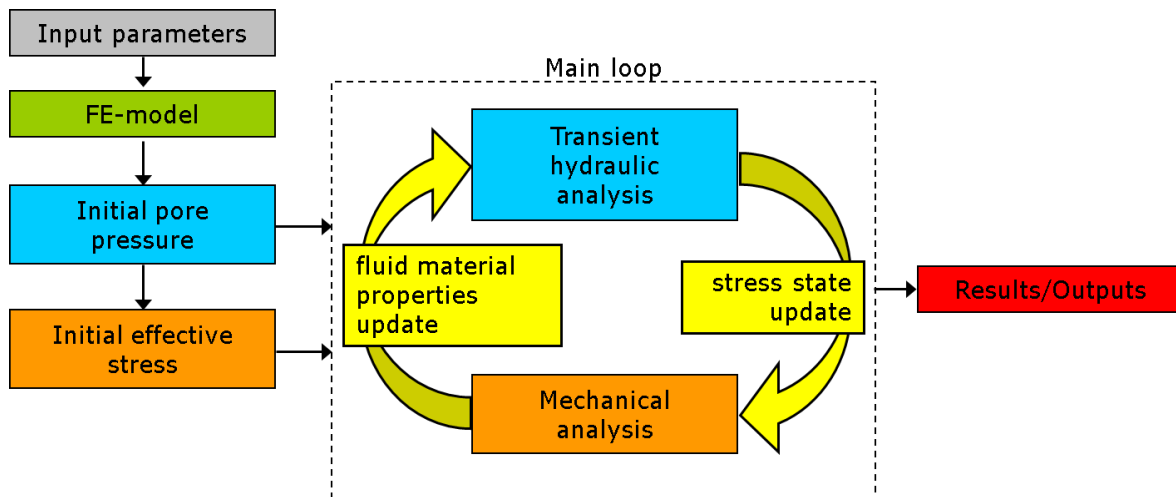 Input parameters
FE-model
Initial pore
pressure
Initial effective
stress
Main loop
Transient
hydraulic
analysis
fluid material
properties
update
stress state
update
Mechanical
analysis
Results/Outputs